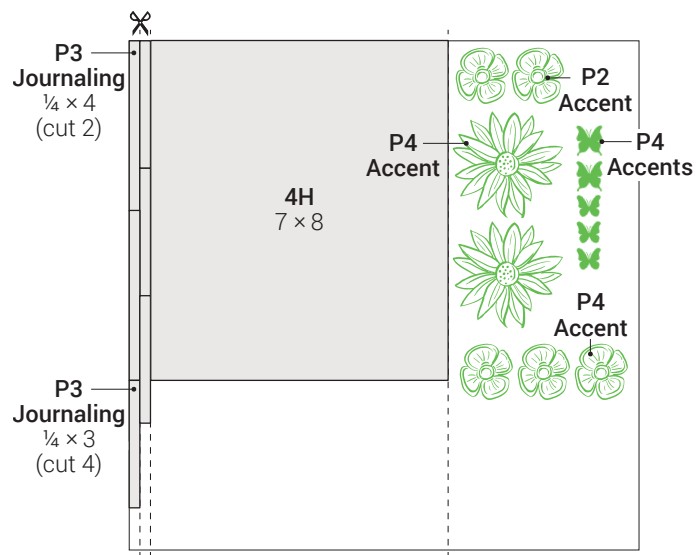 P3
Journaling
¼ × 4
(cut 2)
4H
7 × 8
P2
Accent
P4
Accent
P4
Accents
P4
Accent
P3
Journaling
¼ × 3
(cut 4)